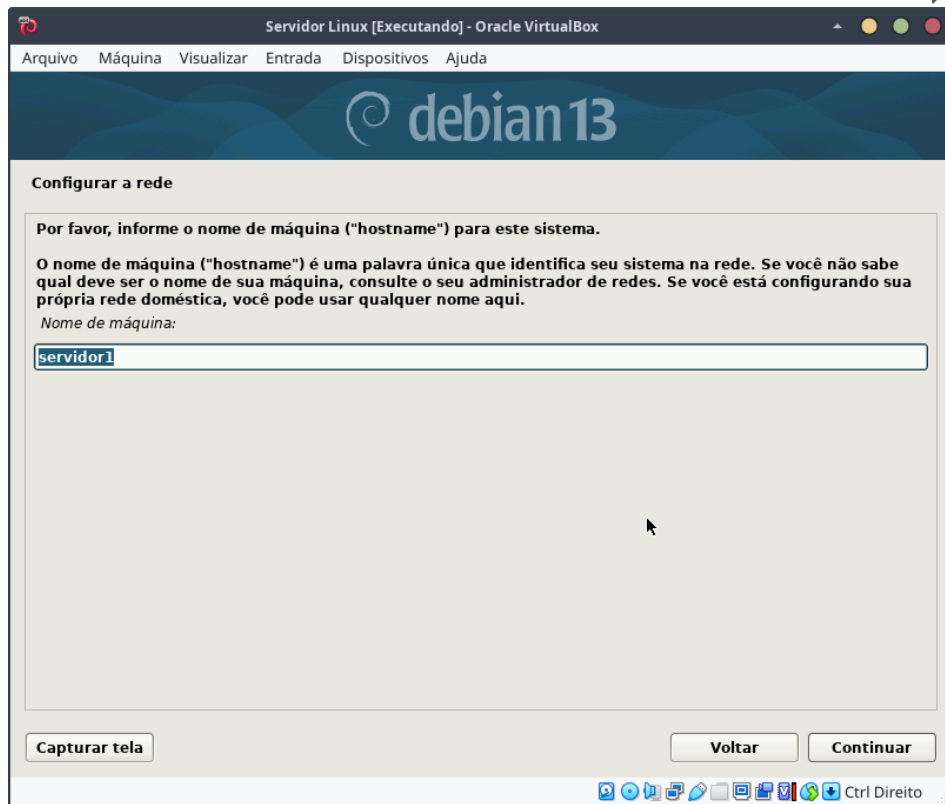 Servidor Linux [Executando] - Oracle VirtualBox
Arquivo Máquina Visualizar Entrada Dispositivos Ajuda
debian 13
Configurar a rede
Por favor, informe o nome de máquina ("hostname") para este sistema.
O nome de máquina ("hostname") é uma palavra única que identifica seu sistema na rede. Se você não sabe
qual deve ser o nome de sua máquina, consulte o seu administrador de redes. Se você está configurando sua
própria rede doméstica, você pode usar qualquer nome aqui.
Nome de máquina:
servidor1
Capturar tela Voltar Continuar
Ctrl Direito